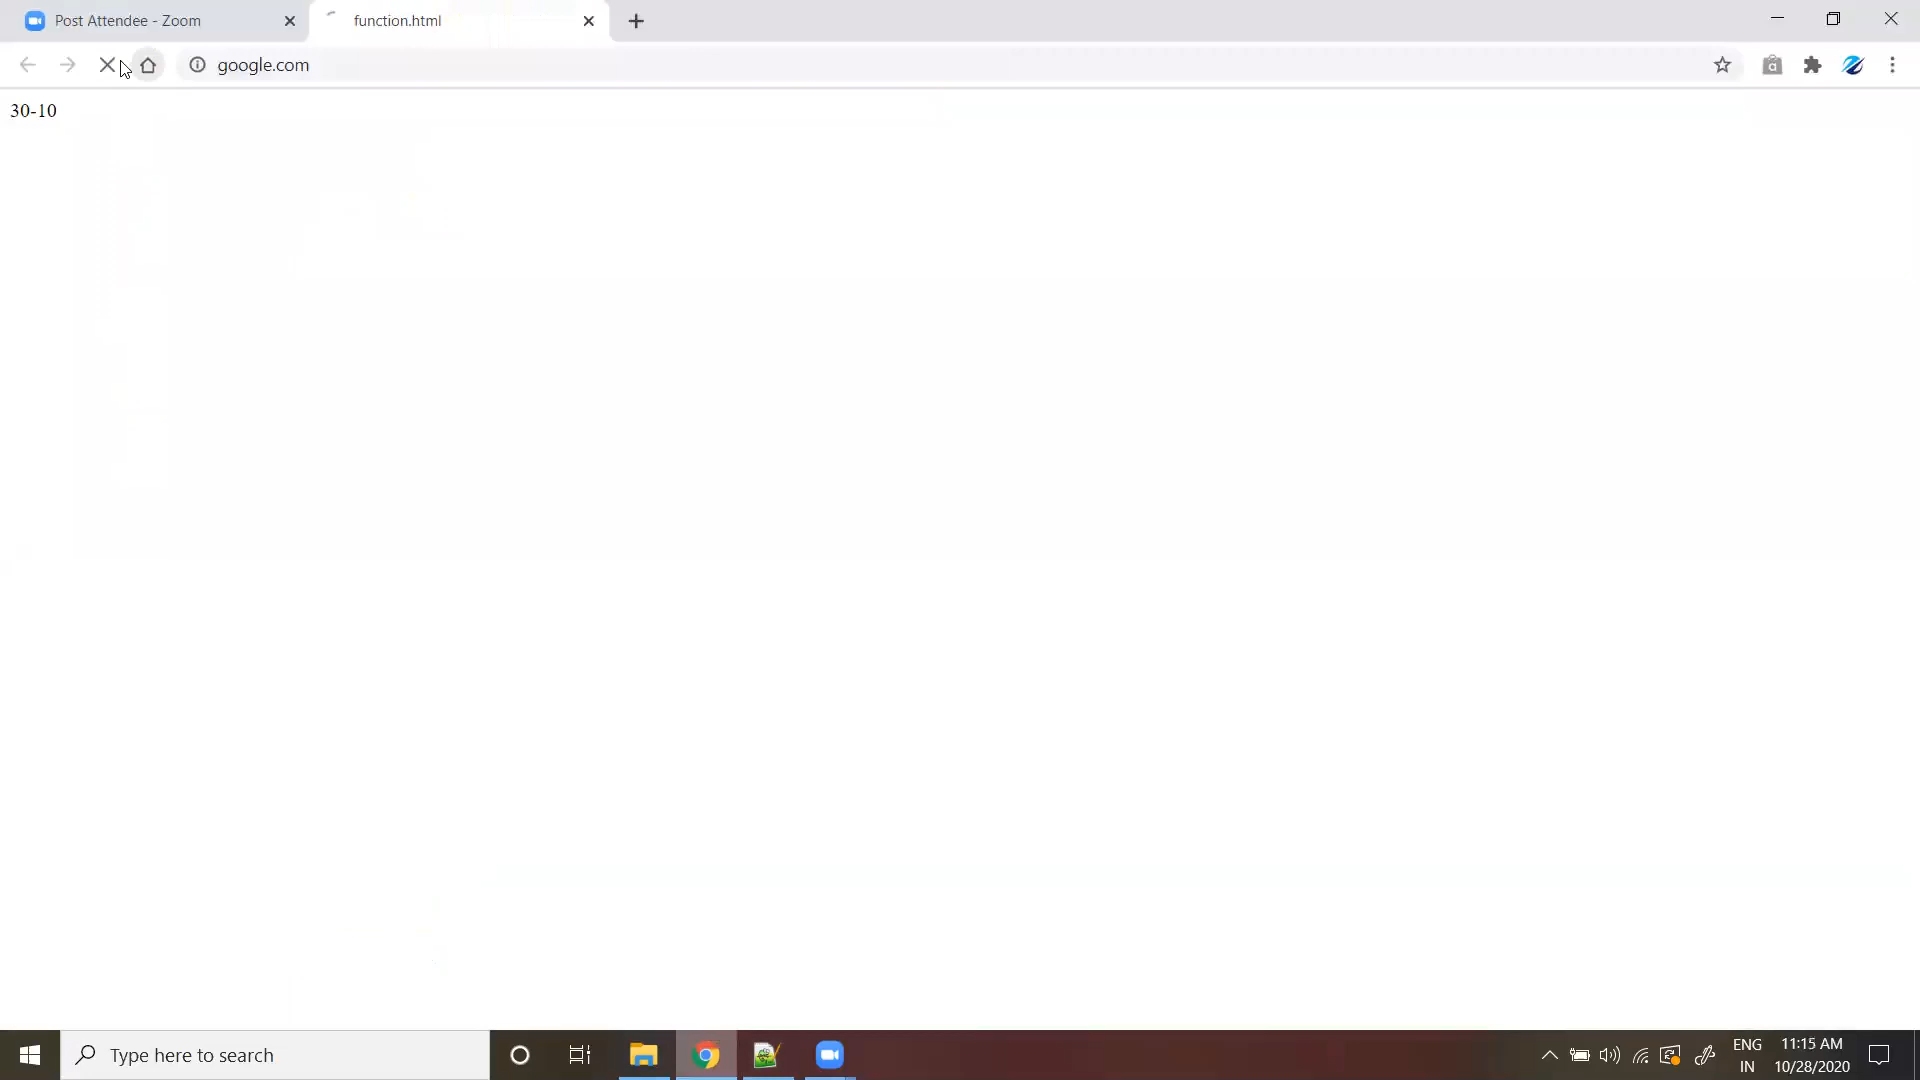 Post Attendee - Zoom
function.html
google.com
30-10
Type here to search
ENG
IN
11:15 AM
10/28/2020